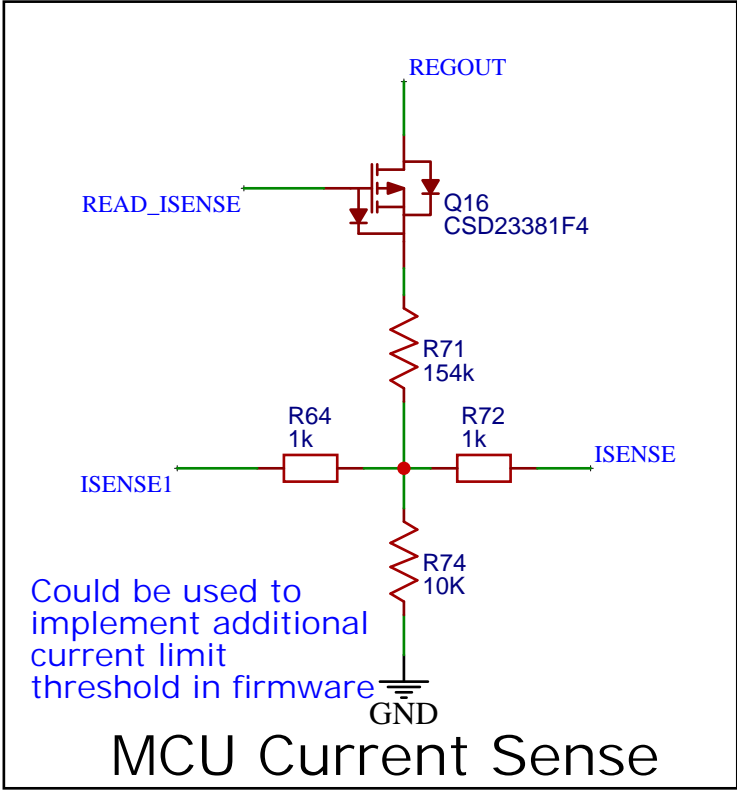 REGOUT
READ_ISENSE
Q16
CSD23381F4
R71
154k
R64
1k
R72
1k
ISENSE1
ISENSE
R74
10K
Could be used to
implement additional
current limit
threshold in firmware
GND
MCU Current Sense